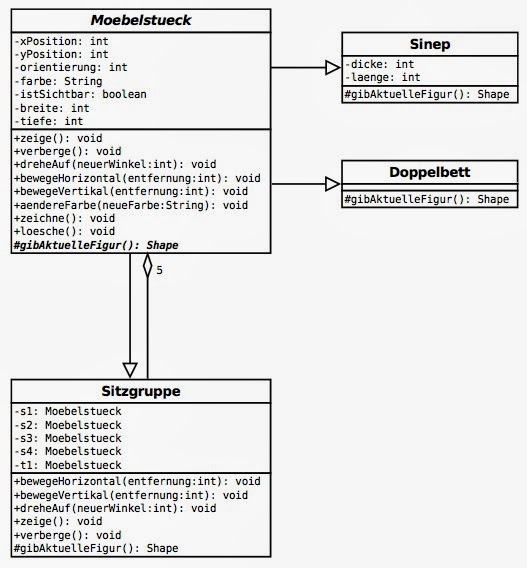 Moebelstueck
-xPosition: int
-yPosition: int
-orientierung: int
-farbe: String
-istSichtbar: boolean
-breite: int
-tiefe: int
+zeige(): void
+verberge(): void
+dreheAuf(neuerWinkel:int): void
+bewegeHorizontal(entfernung:int): void
+bewegeVertikal(entfernung:int): void
+aendereFarbe(neueFarbe:String): void
+zeichne(): void
+loesche(): void
#gibAktuelleFigur(): Shape
Sinep
-dicke: int
-laenge: int
#gibAktuelleFigur(): Shape
Doppelbett
#gibAktuelleFigur(): Shape
5
Sitzgruppe
-s1: Moebelstueck
-s2: Moebelstueck
-s3: Moebelstueck
-s4: Moebelstueck
-t1: Moebelstueck
+bewegeHorizontal(entfernung:int): void
+bewegeVertikal(entfernung:int): void
+dreheAuf(neuerWinkel:int): void
+zeige(): void
+verberge(): void
#gibAktuelleFigur(): Shape